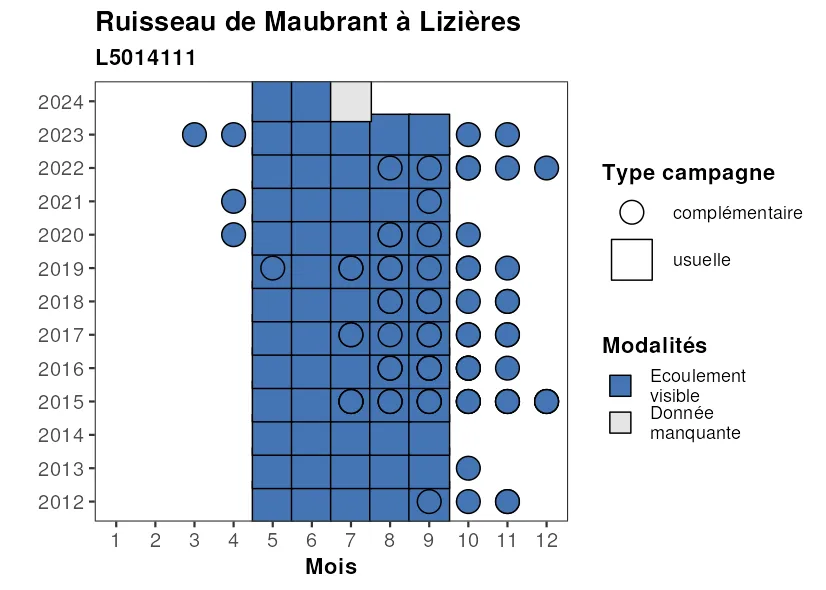 Ruisseau de Maubrant à Lizières
L5014111
2024
2023
2022
2021
2020
2019
2018
2017
2016
2015
2014
2013
2012
1 2 3 4 5 6 7 8 9 10 11 12
Mois
Type campagne
complémentaire
usuelle
Modalités
Ecoulement
visible
Donnée
manquante